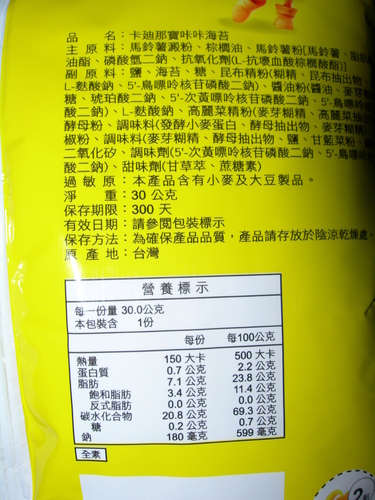 品　　名：卡迪那寶咔咔海苔
主 原 料：馬鈴薯澱粉、棕櫚油、馬鈴薯粉[馬鈴薯、脂肪
油酯、磷酸氫二鈉、抗氧化劑(L-抗壞血酸棕櫚酸酯)]
副 原 料：鹽、海苔、糖、昆布精粉(糊精、昆布抽出物、
L-麩酸鈉、5'-鳥嘌呤核苷磷酸二鈉)、醬油粉(醬油、麥芽
糖、琥珀酸二鈉、5'-次黃嘌呤核苷磷酸二鈉、5'-鳥嘌呤
酸二鈉)、L-麩酸鈉、高麗菜精粉(麥芽糊精、高麗菜抽
酵母粉、調味料(發酵小麥蛋白、酵母抽出物、麥芽糊精
椒粉、調味料(麥芽糊精、酵母抽出物、鹽、甘藍菜粉、
二氧化矽、調味劑(5'-次黃嘌呤核苷磷酸二鈉、5'-鳥嘌
酸二鈉)、甜味劑(甘草萃、蔗糖素)
過 敏 原：本產品含有小麥及大豆製品。
淨　　重：30 公克
保存期限：300 天
有效日期：請參閱包裝標示
保存方法：為確保產品品質，產品請存放於陰涼乾燥處
原 產 地：台灣
營養標示
每一份量 30.0公克
本包裝含 1份
每份 每100公克
熱量 150 大卡 500 大卡
蛋白質 0.7 公克 2.2 公克
脂肪 7.1 公克 23.8 公克
飽和脂肪 3.4 公克 11.4 公克
反式脂肪 0.0 公克 0.0 公克
碳水化合物 20.8 公克 69.3 公克
糖 0.2 公克 0.7 公克
鈉 180 毫克 599 毫克
全素